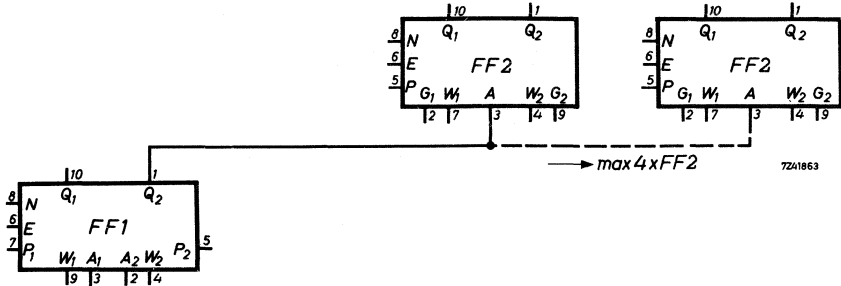 10 1 10 1
8 N Q1 Q2 8 N Q1 Q2
6 E FF2 6 E FF2
5 P G1 W1 A W2 G2 5 P G1 W1 A W2 G2
2 7 3 4 9 2 7 3 4 9
→ max 4 x FF2 7Z41863
10 1
8 N Q1 Q2
6 E FF1
7 P1 W1 A1 A2 W2 P2 5
9 3 2 4